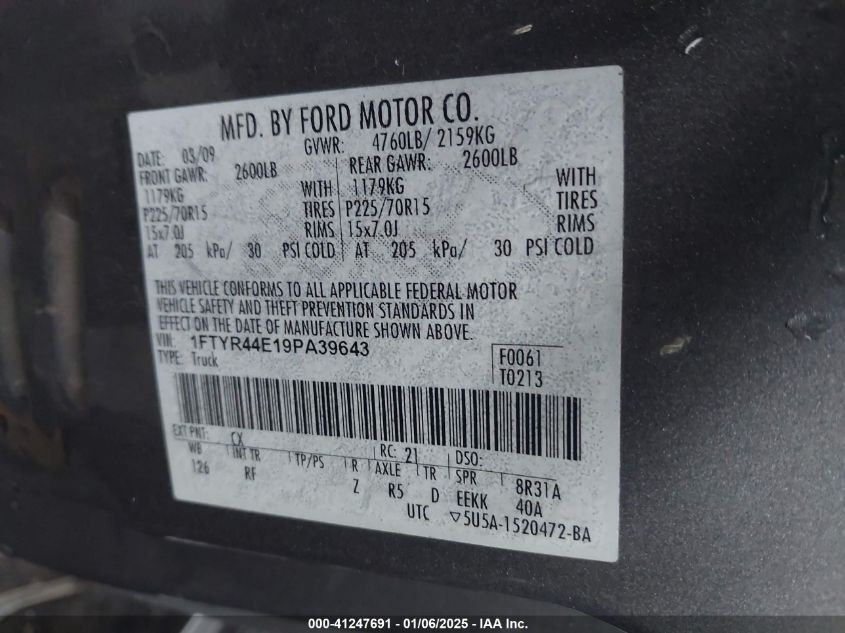 MFD. BY FORD MOTOR CO.
DATE: 03/09 GVWR: 4760LB/ 2159KG
FRONT GAWR: 2600LB REAR GAWR: 2600LB
1179KG WITH 1179KG WITH
P225/70R15 TIRES P225/70R15 TIRES
15x7.0J RIMS 15x7.0J RIMS
AT 205 kPa/ 30 PSI COLD AT 205 kPa/ 30 PSI COLD
THIS VEHICLE CONFORMS TO ALL APPLICABLE FEDERAL MOTOR
VEHICLE SAFETY AND THEFT PREVENTION STANDARDS IN
EFFECT ON THE DATE OF MANUFACTURE SHOWN ABOVE.
VIN: 1FTYR44E19PA39643
TYPE: Truck
F0061
T0213
EXT PNT: CX RC: 21 DSO:
WB INT TR TP/PS R AXLE TR SPR 8R31A
126 RF Z R5 D EEKK 40A
UTC ▽5U5A-1520472-BA
000-41247691 | 01/06/2025 | IAA Inc.